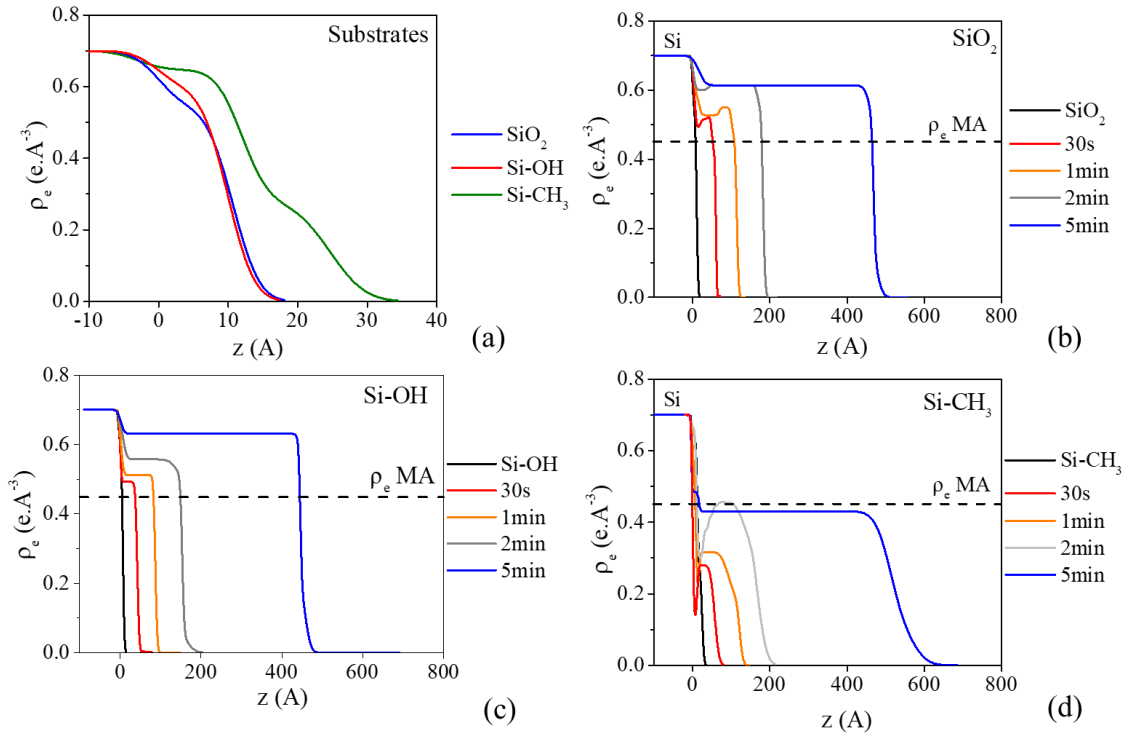 Substrates
ρₑ (e.A⁻³)
0.8
0.6
0.4
0.2
0.0
-10 0 10 20 30 40
z (A)
SiO₂
Si-OH
Si-CH₃
(a)
Si
SiO₂
ρₑ (e.A⁻³)
0.8
0.6
0.4
0.2
0.0
ρₑ MA
0 200 400 600 800
z (A)
SiO₂
30s
1min
2min
5min
(b)
Si-OH
ρₑ (e.A⁻³)
0.8
0.6
0.4
0.2
0.0
ρₑ MA
0 200 400 600 800
z (A)
Si-OH
30s
1min
2min
5min
(c)
Si
Si-CH₃
ρₑ (e.A⁻³)
0.8
0.6
0.4
0.2
0.0
ρₑ MA
0 200 400 600 800
z (A)
Si-CH₃
30s
1min
2min
5min
(d)